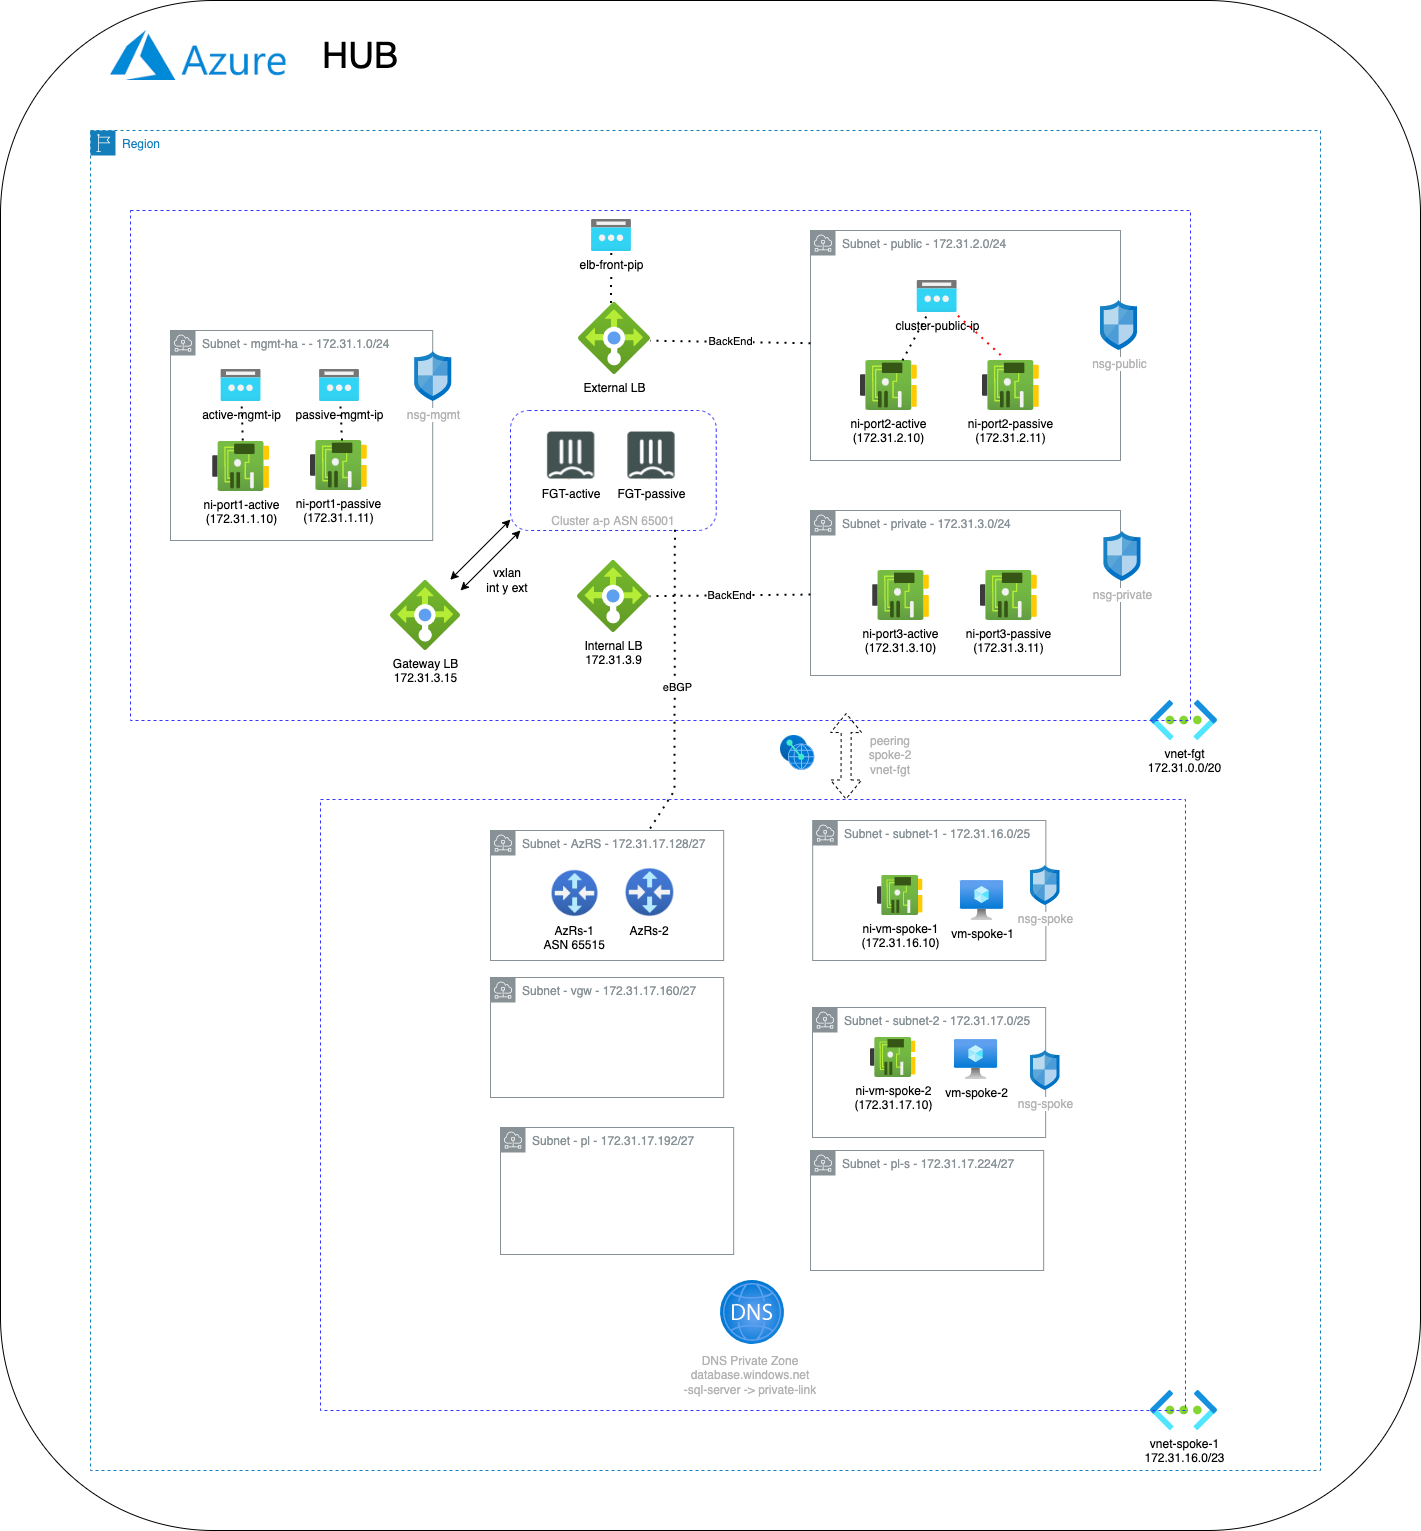 Azure HUB
Region
elb-front-pip
External LB
BackEnd
Subnet - public - 172.31.2.0/24
cluster-public-ip
ni-port2-active
(172.31.2.10)
ni-port2-passive
(172.31.2.11)
nsg-public
Subnet - mgmt-ha - - 172.31.1.0/24
active-mgmt-ip
passive-mgmt-ip
ni-port1-active
(172.31.1.10)
ni-port1-passive
(172.31.1.11)
nsg-mgmt
FGT-active
FGT-passive
Cluster a-p ASN 65001
vxlan
int y ext
Gateway LB
172.31.3.15
Internal LB
172.31.3.9
BackEnd
Subnet - private - 172.31.3.0/24
ni-port3-active
(172.31.3.10)
ni-port3-passive
(172.31.3.11)
nsg-private
eBGP
vnet-fgt
172.31.0.0/20
peering
spoke-2
vnet-fgt
Subnet - AzRS - 172.31.17.128/27
AzRs-1
ASN 65515
AzRs-2
Subnet - subnet-1 - 172.31.16.0/25
ni-vm-spoke-1
(172.31.16.10)
vm-spoke-1
nsg-spoke
Subnet - vgw - 172.31.17.160/27
Subnet - subnet-2 - 172.31.17.0/25
ni-vm-spoke-2
(172.31.17.10)
vm-spoke-2
nsg-spoke
Subnet - pl - 172.31.17.192/27
Subnet - pl-s - 172.31.17.224/27
DNS
DNS Private Zone
database.windows.net
-sql-server -> private-link
vnet-spoke-1
172.31.16.0/23